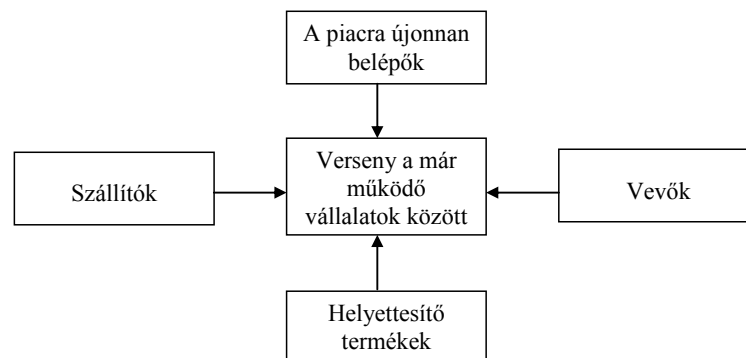 A piacra újonnan
belépők
Szállítók
Verseny a már
működő
vállalatok között
Vevők
Helyettesítő
termékek